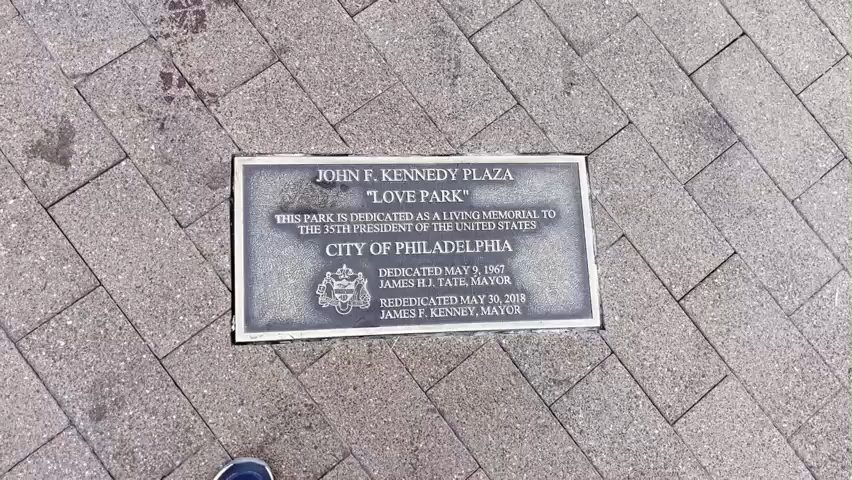 JOHN F. KENNEDY PLAZA
"LOVE PARK"
THIS PARK IS DEDICATED AS A LIVING MEMORIAL TO
THE 35TH PRESIDENT OF THE UNITED STATES
CITY OF PHILADELPHIA
DEDICATED MAY 9, 1967
JAMES H.J. TATE, MAYOR
REDEDICATED MAY 30, 2018
JAMES F. KENNEY, MAYOR